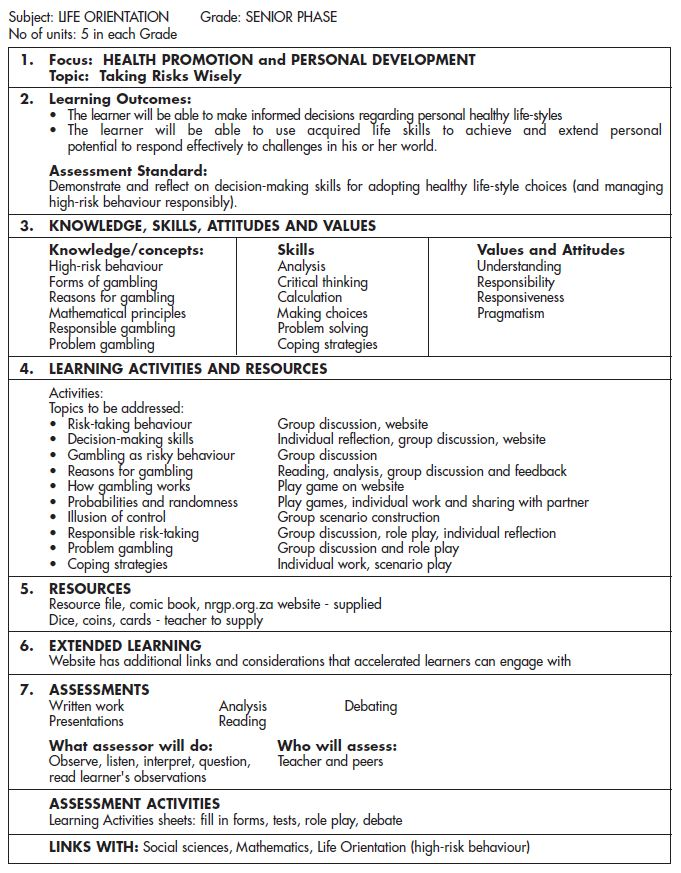 Subject: LIFE ORIENTATION Grade: SENIOR PHASE
No of units: 5 in each Grade
1. Focus: HEALTH PROMOTION and PERSONAL DEVELOPMENT
Topic: Taking Risks Wisely
2. Learning Outcomes:
• The learner will be able to make informed decisions regarding personal healthy life-styles
• The learner will be able to use acquired life skills to achieve and extend personal
potential to respond effectively to challenges in his or her world.
Assessment Standard:
Demonstrate and reflect on decision-making skills for adopting healthy life-style choices (and managing
high-risk behaviour responsibly).
3. KNOWLEDGE, SKILLS, ATTITUDES AND VALUES
Knowledge/concepts: Skills Values and Attitudes
High-risk behaviour Analysis Understanding
Forms of gambling Critical thinking Responsibility
Reasons for gambling Calculation Responsiveness
Mathematical principles Making choices Pragmatism
Responsible gambling Problem solving
Problem gambling Coping strategies
4. LEARNING ACTIVITIES AND RESOURCES
Activities:
Topics to be addressed:
• Risk-taking behaviour Group discussion, website
• Decision-making skills Individual reflection, group discussion, website
• Gambling as risky behaviour Group discussion
• Reasons for gambling Reading, analysis, group discussion and feedback
• How gambling works Play game on website
• Probabilities and randomness Play games, individual work and sharing with partner
• Illusion of control Group scenario construction
• Responsible risk-taking Group discussion, role play, individual reflection
• Problem gambling Group discussion and role play
• Coping strategies Individual work, scenario play
5. RESOURCES
Resource file, comic book, nrgp.org.za website - supplied
Dice, coins, cards - teacher to supply
6. EXTENDED LEARNING
Website has additional links and considerations that accelerated learners can engage with
7. ASSESSMENTS
Written work Analysis Debating
Presentations Reading
What assessor will do: Who will assess:
Observe, listen, interpret, question, Teacher and peers
read learner's observations
ASSESSMENT ACTIVITIES
Learning Activities sheets: fill in forms, tests, role play, debate
LINKS WITH: Social sciences, Mathematics, Life Orientation (high-risk behaviour)